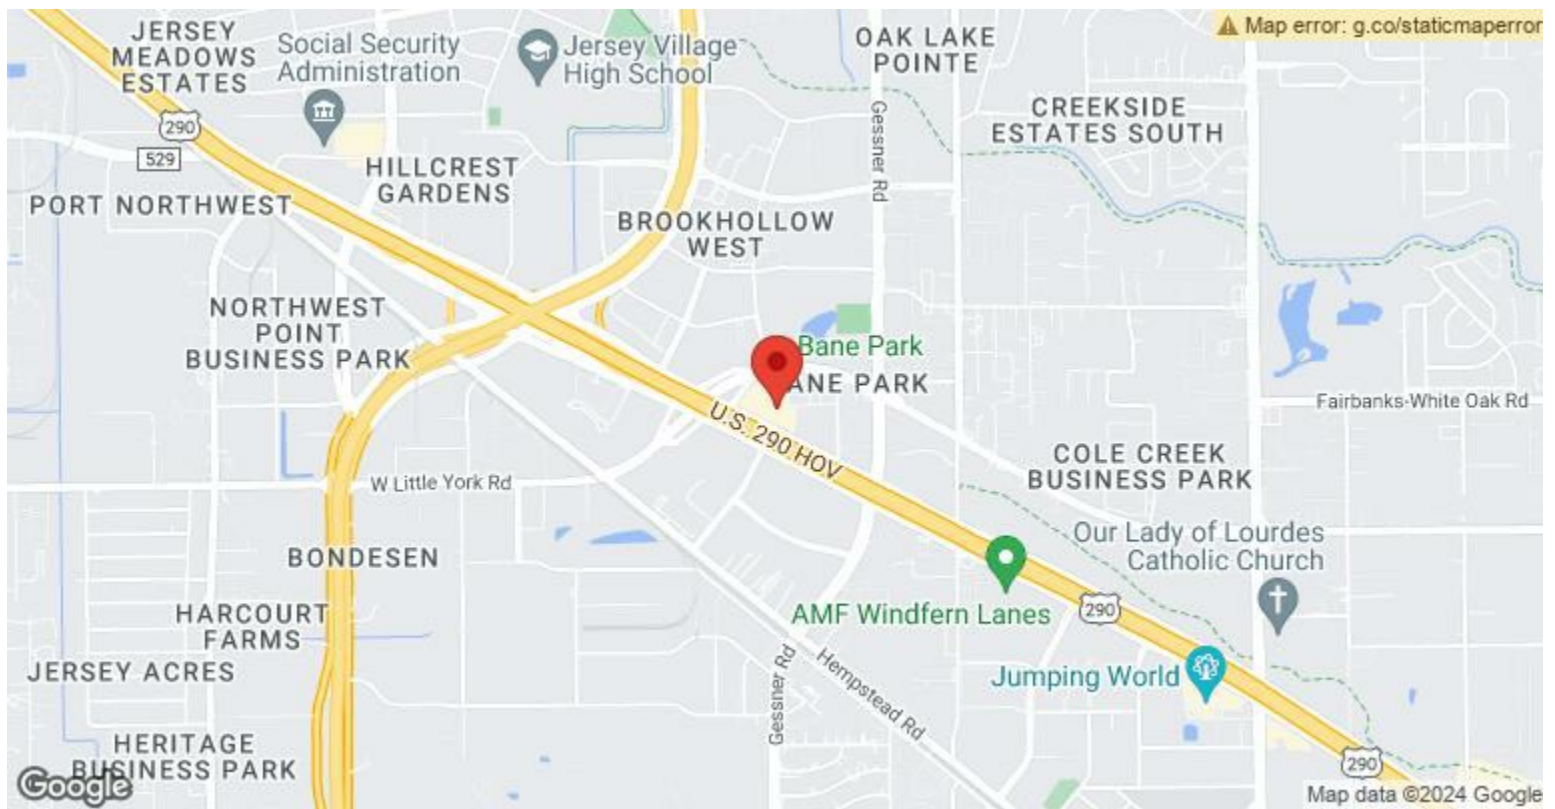 Map error: g.co/staticmaperror
JERSEY
MEADOWS
ESTATES
Social Security
Administration
Jersey Village
High School
OAK LAKE
POINTE
CREEKSIDE
ESTATES SOUTH
Gessner Rd
290
529
HILLCREST
GARDENS
PORT NORTHWEST
BROOKHOLLOW
WEST
NORTHWEST
POINT
BUSINESS PARK
Bane Park
ANE PARK
Fairbanks-White Oak Rd
U.S. 290 HOV
COLE CREEK
BUSINESS PARK
W Little York Rd
Our Lady of Lourdes
Catholic Church
BONDESEN
AMF Windfern Lanes
290
HARCOURT
FARMS
JERSEY ACRES
Gessner Rd
Hempstead Rd
Jumping World
HERITAGE
BUSINESS PARK
290
Google
Map data ©2024 Google